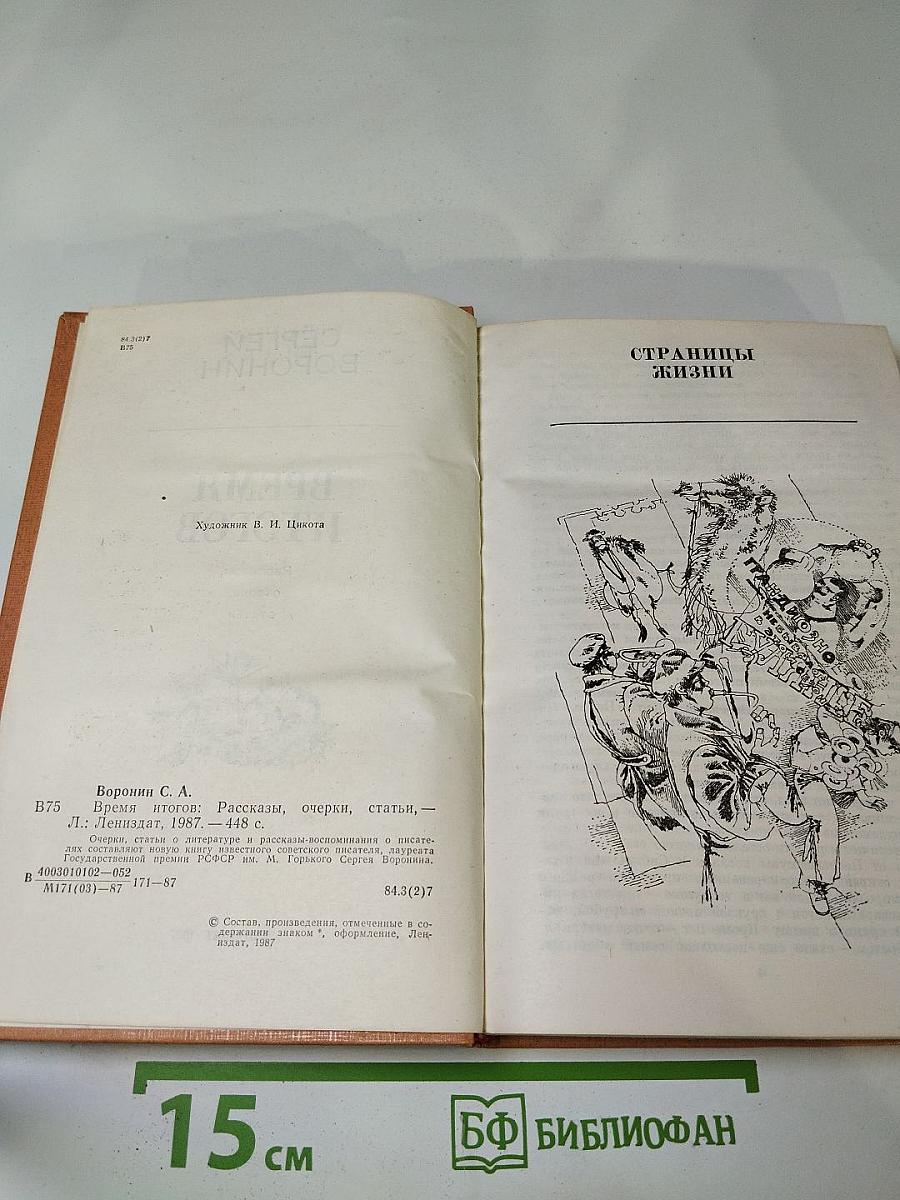 84.3(2)7
В75
Художник В. И. Цикота
Воронин С. А.
В75 Время итогов: Рассказы, очерки, статьи,—
Л.: Лениздат, 1987.—448 с.
Очерки, статьи о литературе и рассказы-воспоминания о писате-
лях составляют новую книгу известного советского писателя, лауреата
Государственной премии РСФСР им. М. Горького Сергея Воронина.
В 4003010102—052
М171(03)—87 171—87 84.3(2)7
© Состав, произведения, отмеченные в со-
держании знаком *, оформление, Лен-
издат, 1987
СТРАНИЦЫ
ЖИЗНИ
15 см
БФ БИБЛИОФАН